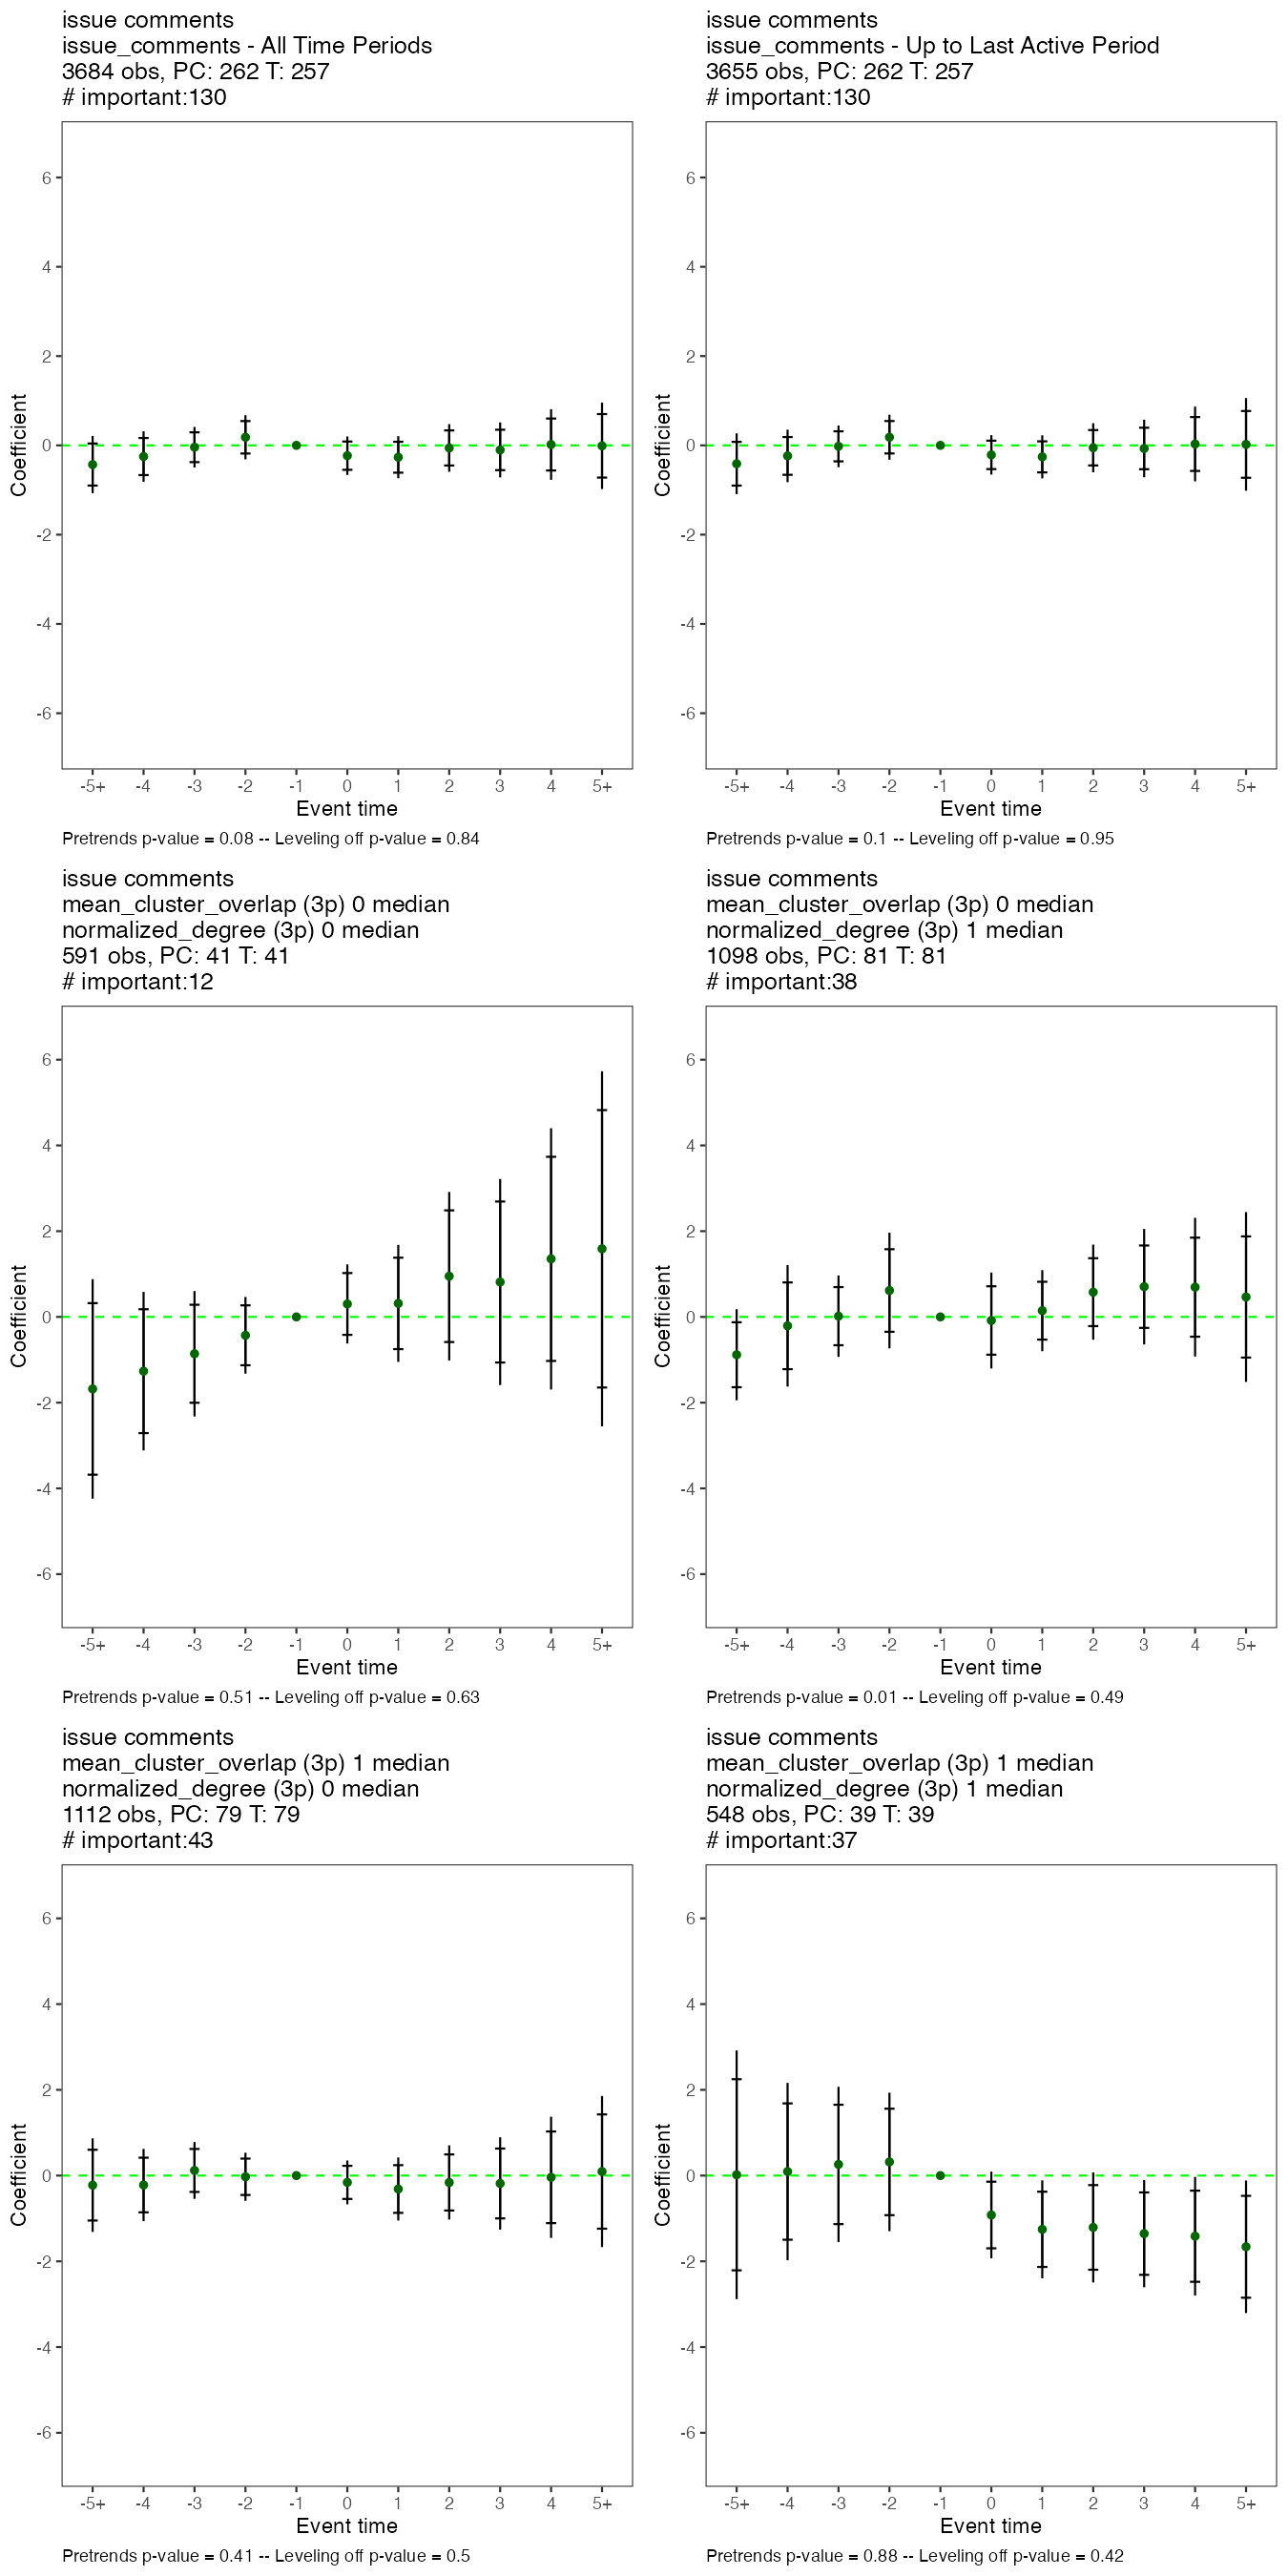 issue comments
issue_comments - All Time Periods
3684 obs, PC: 262 T: 257
# important:130
6
4
2
0
-2
-4
-6
Coefficient
-5+ -4 -3 -2 -1 0 1 2 3 4 5+
Event time
Pretrends p-value = 0.08 -- Leveling off p-value = 0.84
issue comments
issue_comments - Up to Last Active Period
3655 obs, PC: 262 T: 257
# important:130
6
4
2
0
-2
-4
-6
Coefficient
-5+ -4 -3 -2 -1 0 1 2 3 4 5+
Event time
Pretrends p-value = 0.1 -- Leveling off p-value = 0.95
issue comments
mean_cluster_overlap (3p) 0 median
normalized_degree (3p) 0 median
591 obs, PC: 41 T: 41
# important:12
6
4
2
0
-2
-4
-6
Coefficient
-5+ -4 -3 -2 -1 0 1 2 3 4 5+
Event time
Pretrends p-value = 0.51 -- Leveling off p-value = 0.63
issue comments
mean_cluster_overlap (3p) 0 median
normalized_degree (3p) 1 median
1098 obs, PC: 81 T: 81
# important:38
6
4
2
0
-2
-4
-6
Coefficient
-5+ -4 -3 -2 -1 0 1 2 3 4 5+
Event time
Pretrends p-value = 0.01 -- Leveling off p-value = 0.49
issue comments
mean_cluster_overlap (3p) 1 median
normalized_degree (3p) 0 median
1112 obs, PC: 79 T: 79
# important:43
6
4
2
0
-2
-4
-6
Coefficient
-5+ -4 -3 -2 -1 0 1 2 3 4 5+
Event time
Pretrends p-value = 0.41 -- Leveling off p-value = 0.5
issue comments
mean_cluster_overlap (3p) 1 median
normalized_degree (3p) 1 median
548 obs, PC: 39 T: 39
# important:37
6
4
2
0
-2
-4
-6
Coefficient
-5+ -4 -3 -2 -1 0 1 2 3 4 5+
Event time
Pretrends p-value = 0.88 -- Leveling off p-value = 0.42